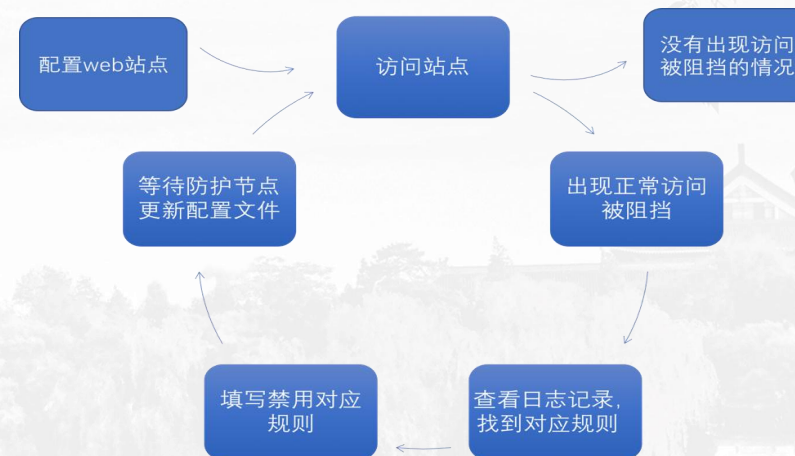 配置web站点
访问站点
没有出现访问
被阻挡的情况
等待防护节点
更新配置文件
出现正常访问
被阻挡
填写禁用对应
规则
查看日志记录,
找到对应规则